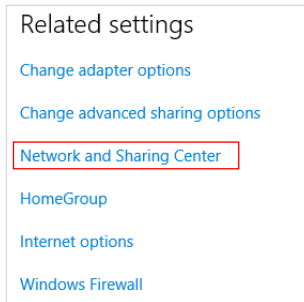 Related settings
Change adapter options
Change advanced sharing options
Network and Sharing Center
HomeGroup
Internet options
Windows Firewall